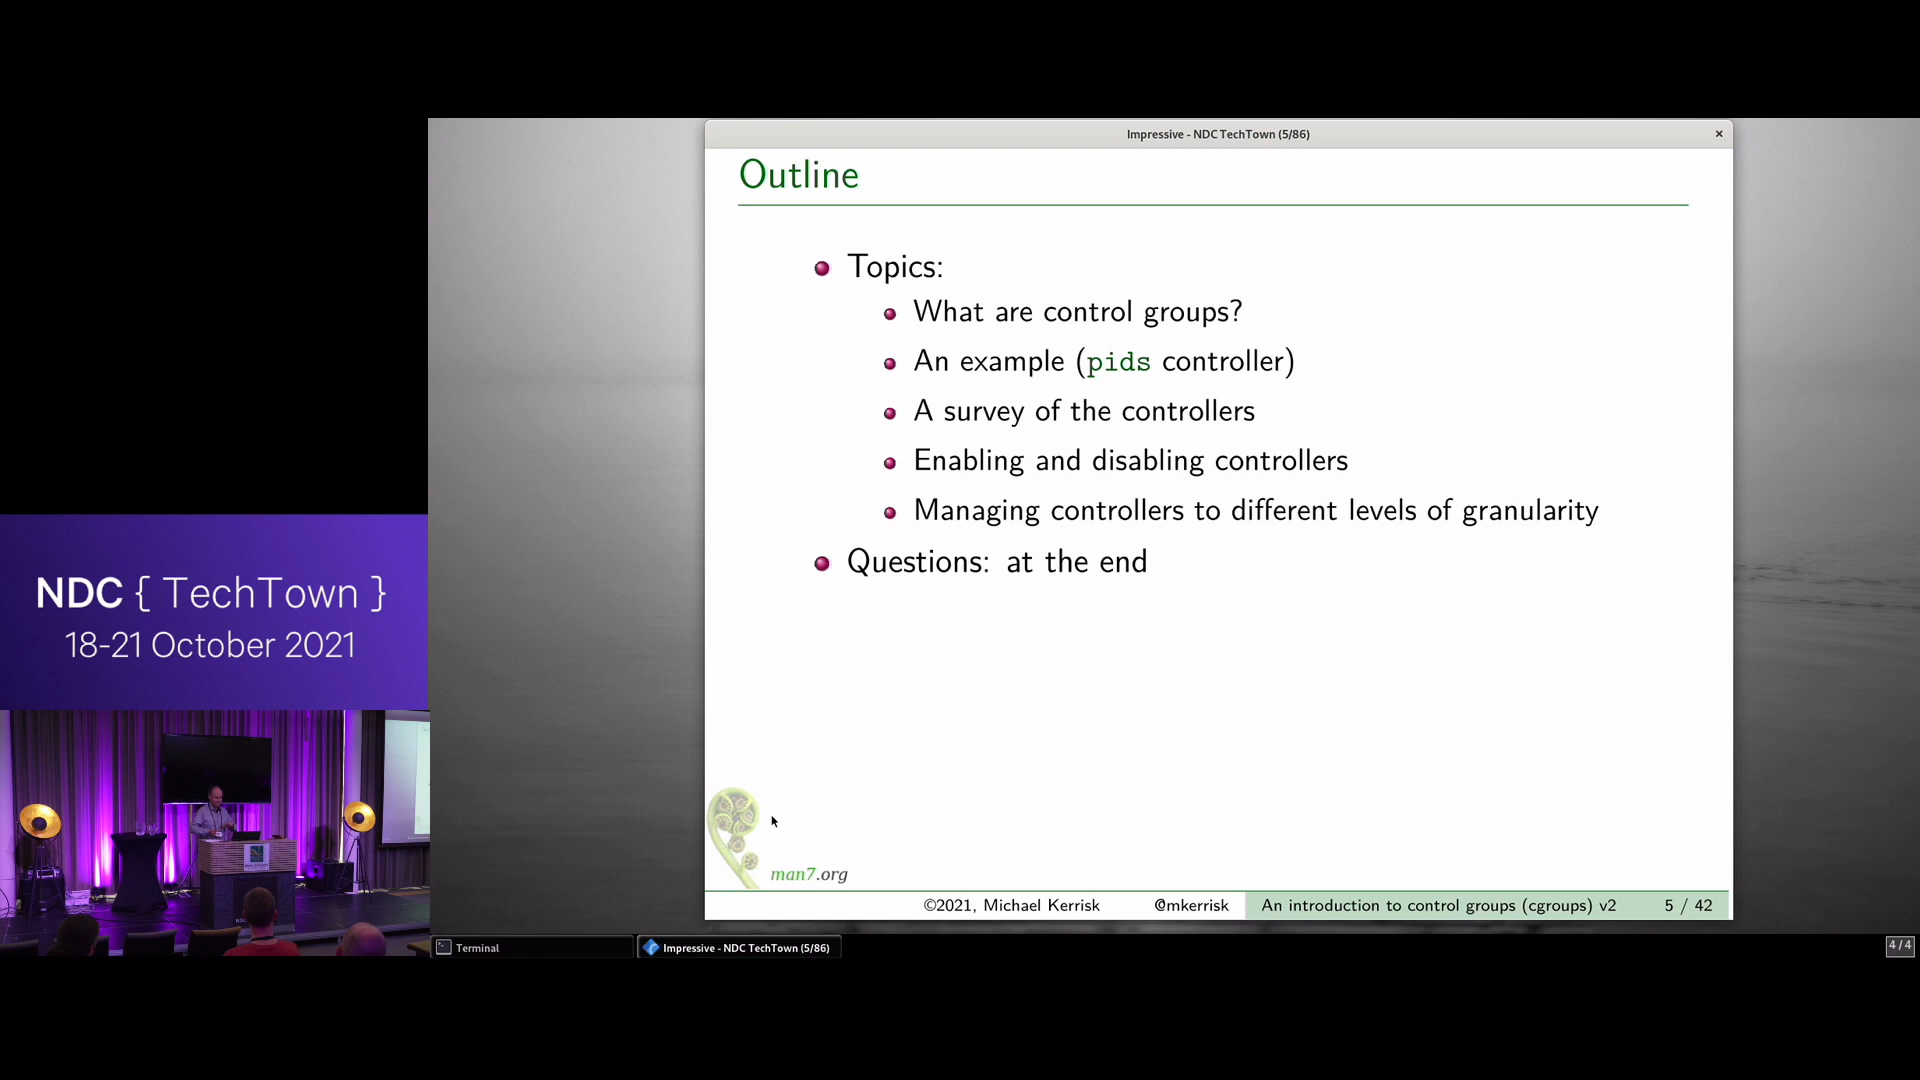 Impressive - NDC TechTown (5/86)
Outline
Topics:
What are control groups?
An example (pids controller)
A survey of the controllers
Enabling and disabling controllers
Managing controllers to different levels of granularity
Questions: at the end
man7.org
©2021, Michael Kerrisk @mkerrisk An introduction to control groups (cgroups) v2 5 / 42
NDC { TechTown }
18-21 October 2021
Terminal
Impressive - NDC TechTown (5/86)
4/4